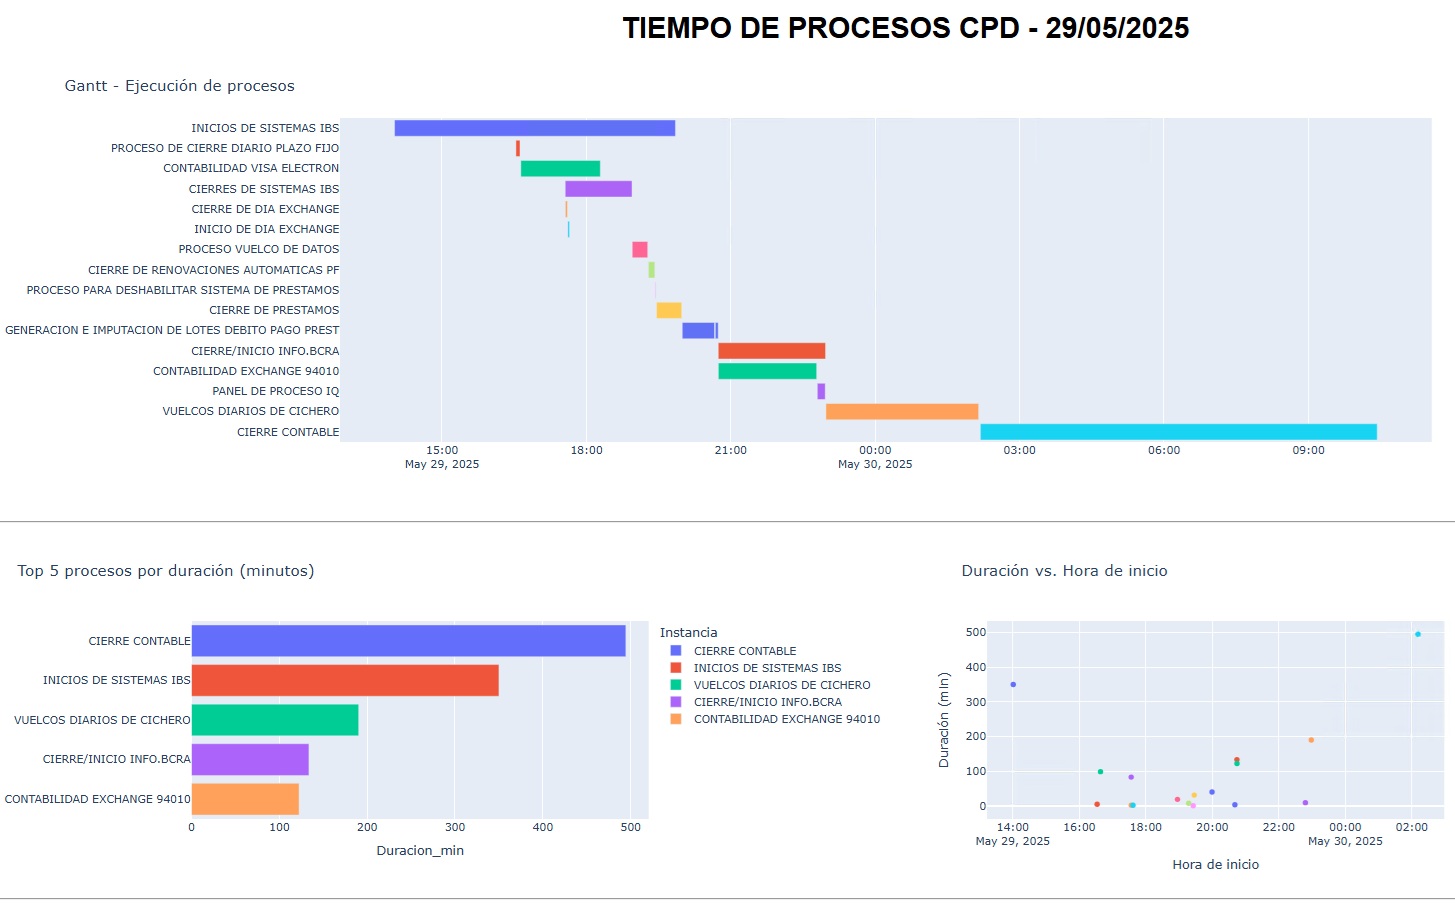 TIEMPO DE PROCESOS CPD - 29/05/2025
Gantt - Ejecución de procesos
INICIOS DE SISTEMAS IBS
PROCESO DE CIERRE DIARIO PLAZO FIJO
CONTABILIDAD VISA ELECTRON
CIERRES DE SISTEMAS IBS
CIERRE DE DIA EXCHANGE
INICIO DE DIA EXCHANGE
PROCESO VUELCO DE DATOS
CIERRE DE RENOVACIONES AUTOMATICAS PF
PROCESO PARA DESHABILITAR SISTEMA DE PRESTAMOS
CIERRE DE PRESTAMOS
GENERACION E IMPUTACION DE LOTES DEBITO PAGO PREST
CIERRE/INICIO INFO.BCRA
CONTABILIDAD EXCHANGE 94010
PANEL DE PROCESO IQ
VUELCOS DIARIOS DE CICHERO
CIERRE CONTABLE
15:00 18:00 21:00 00:00 03:00 06:00 09:00
May 29, 2025 May 30, 2025
Top 5 procesos por duración (minutos)
CIERRE CONTABLE
INICIOS DE SISTEMAS IBS
VUELCOS DIARIOS DE CICHERO
CIERRE/INICIO INFO.BCRA
CONTABILIDAD EXCHANGE 94010
0 100 200 300 400 500
Duracion_min
Instancia
CIERRE CONTABLE
INICIOS DE SISTEMAS IBS
VUELCOS DIARIOS DE CICHERO
CIERRE/INICIO INFO.BCRA
CONTABILIDAD EXCHANGE 94010
Duración vs. Hora de inicio
Duración (min)
500
400
300
200
100
0
14:00 16:00 18:00 20:00 22:00 00:00 02:00
May 29, 2025 May 30, 2025
Hora de inicio